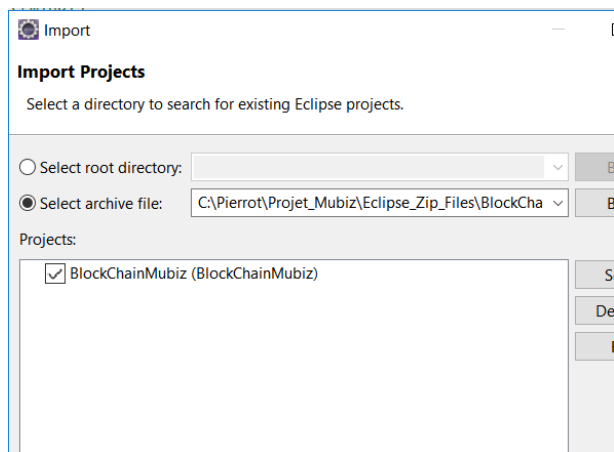 Import
Import Projects
Select a directory to search for existing Eclipse projects.
Select root directory:
Select archive file: C:\Pierrot\Projet_Mubiz\Eclipse_Zip_Files\BlockCha B
Projects:
BlockChainMubiz (BlockChainMubiz)
De